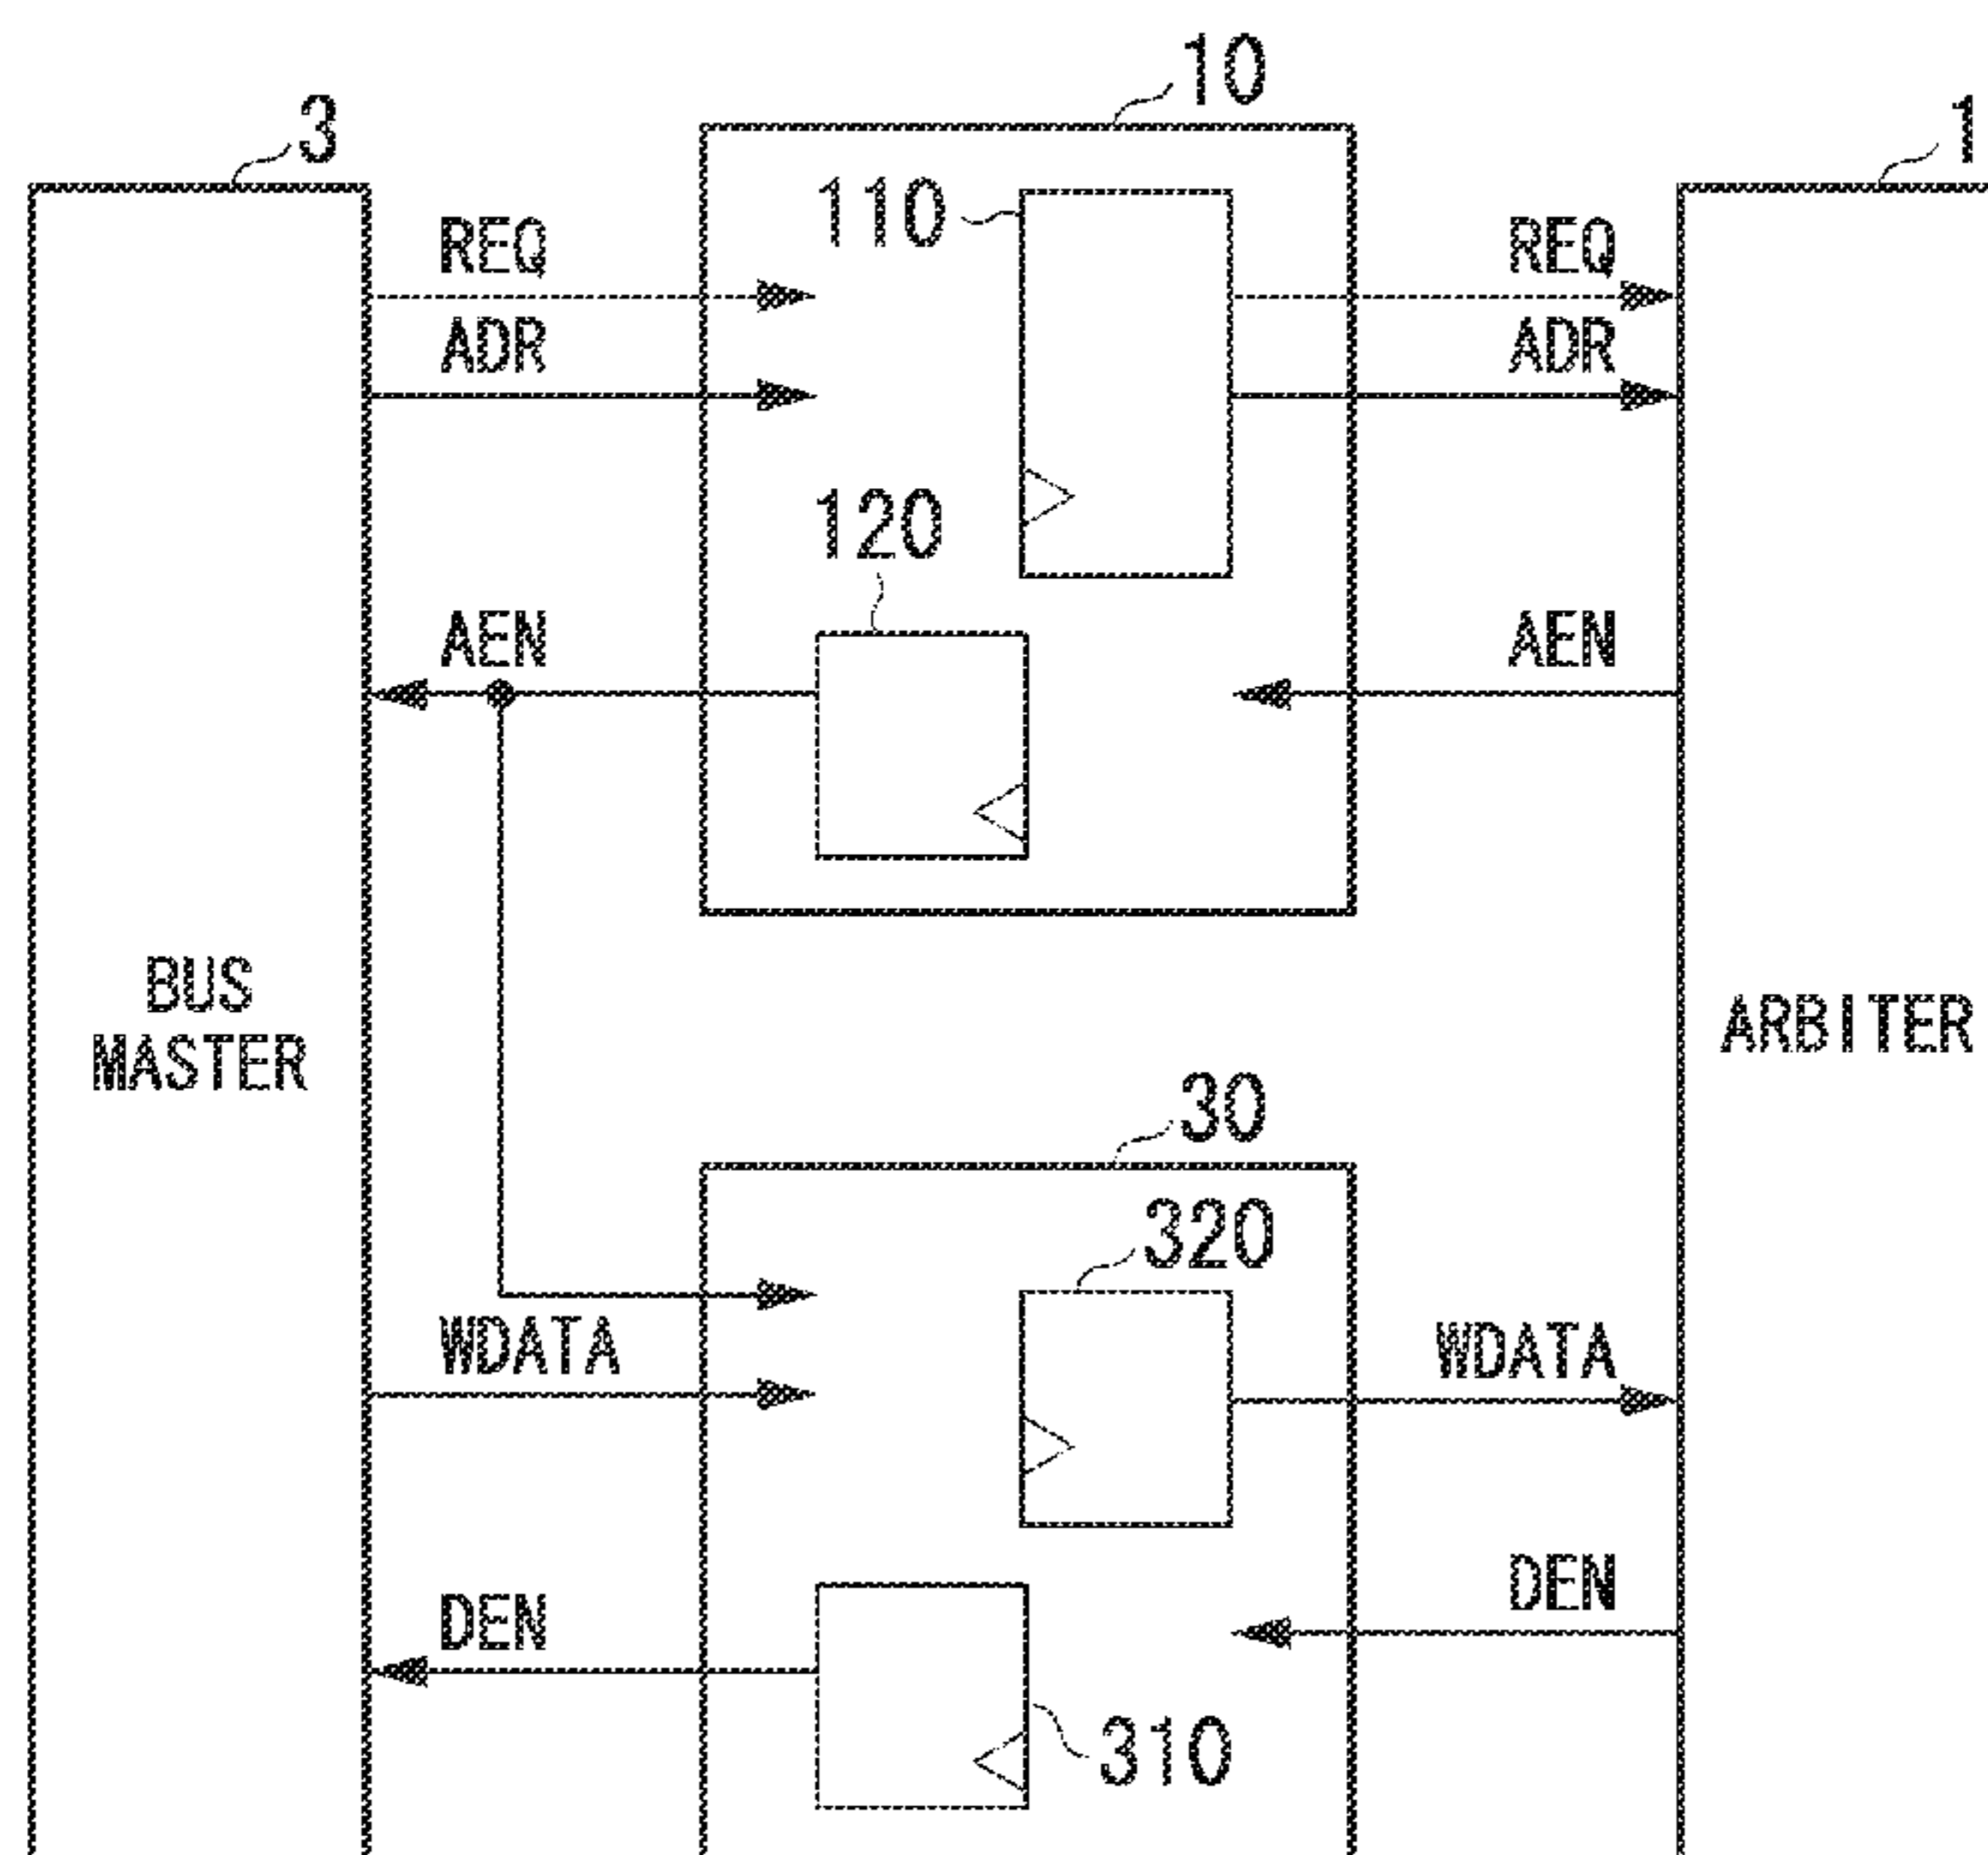 10
3
1
110
REQ
REQ
ADR
ADR
120
AEN
AEN
BUS
MASTER
ARBITER
30
320
WDATA
WDATA
DEN
DEN
310